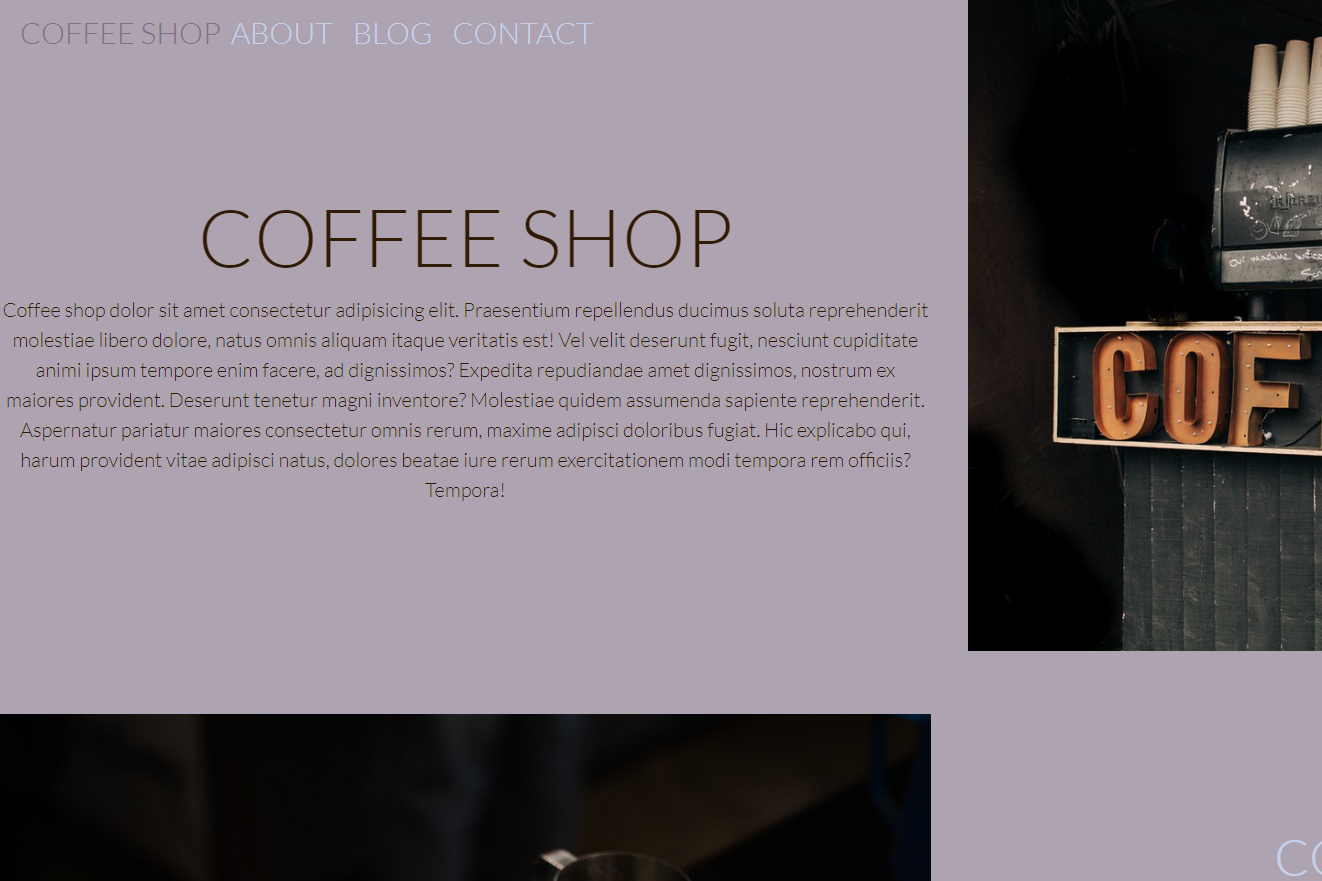 COFFEE SHOP ABOUT BLOG CONTACT
COFFEE SHOP
Coffee shop dolor sit amet consectetur adipisicing elit. Praesentium repellendus ducimus soluta reprehenderit
molestiae libero dolore, natus omnis aliquam itaque veritatis est! Vel velit deserunt fugit, nesciunt cupiditate
animi ipsum tempore enim facere, ad dignissimos? Expedita repudiandae amet dignissimos, nostrum ex
maiores provident. Deserunt tenetur magni inventore? Molestiae quidem assumenda sapiente reprehenderit.
Aspernatur pariatur maiores consectetur omnis rerum, maxime adipisci doloribus fugiat. Hic explicabo qui,
harum provident vitae adipisci natus, dolores beatae iure rerum exercitationem modi tempora rem officiis?
Tempora!
our machine
COF
CO